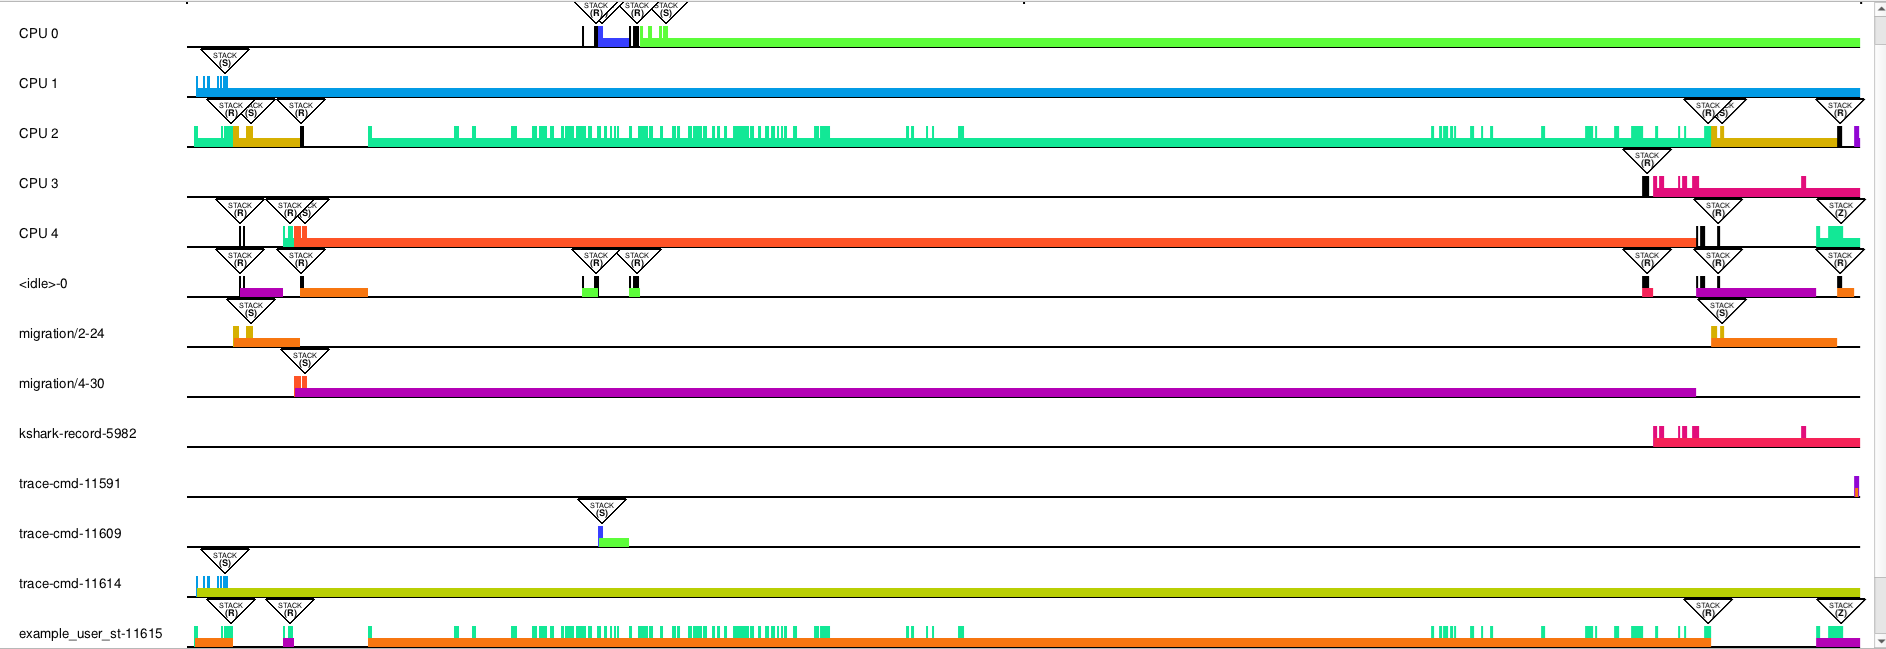 STACK STACK STACK
(R) (R) (S)
CPU 0
STACK
(S)
CPU 1
STACK STACK STACK STACK
(R) (S) (R) (R) (S) (R)
CPU 2
STACK
(R)
CPU 3
STACK STACK STACK STACK
(R) (R) (S) (R) (Z)
CPU 4
STACK STACK STACK STACK STACK STACK STACK
(R) (R) (R) (R) (R) (R) (R)
<idle>-0
STACK STACK
(S) (S)
migration/2-24
STACK
(S)
migration/4-30
kshark-record-5982
trace-cmd-11591
STACK
(S)
trace-cmd-11609
STACK
(S)
trace-cmd-11614
STACK STACK STACK STACK
(R) (R) (R) (Z)
example_user_st-11615